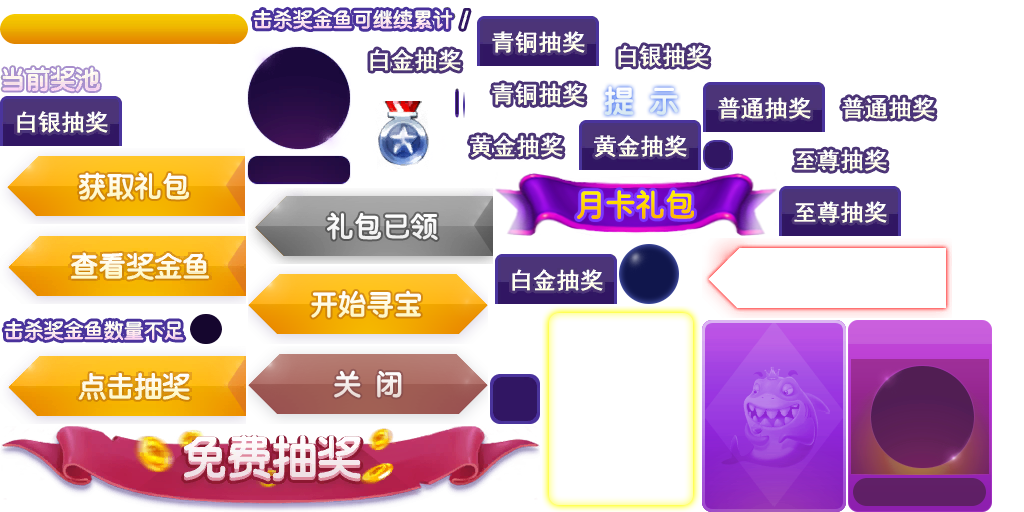 击杀奖金鱼可继续累计 /
青铜抽奖
白金抽奖
白银抽奖
当前奖池
青铜抽奖
提 示
普通抽奖
普通抽奖
白银抽奖
黄金抽奖
黄金抽奖
至尊抽奖
获取礼包
月卡礼包
至尊抽奖
礼包已领
查看奖金鱼
白金抽奖
开始寻宝
击杀奖金鱼数量不足
点击抽奖
关 闭
免费抽奖